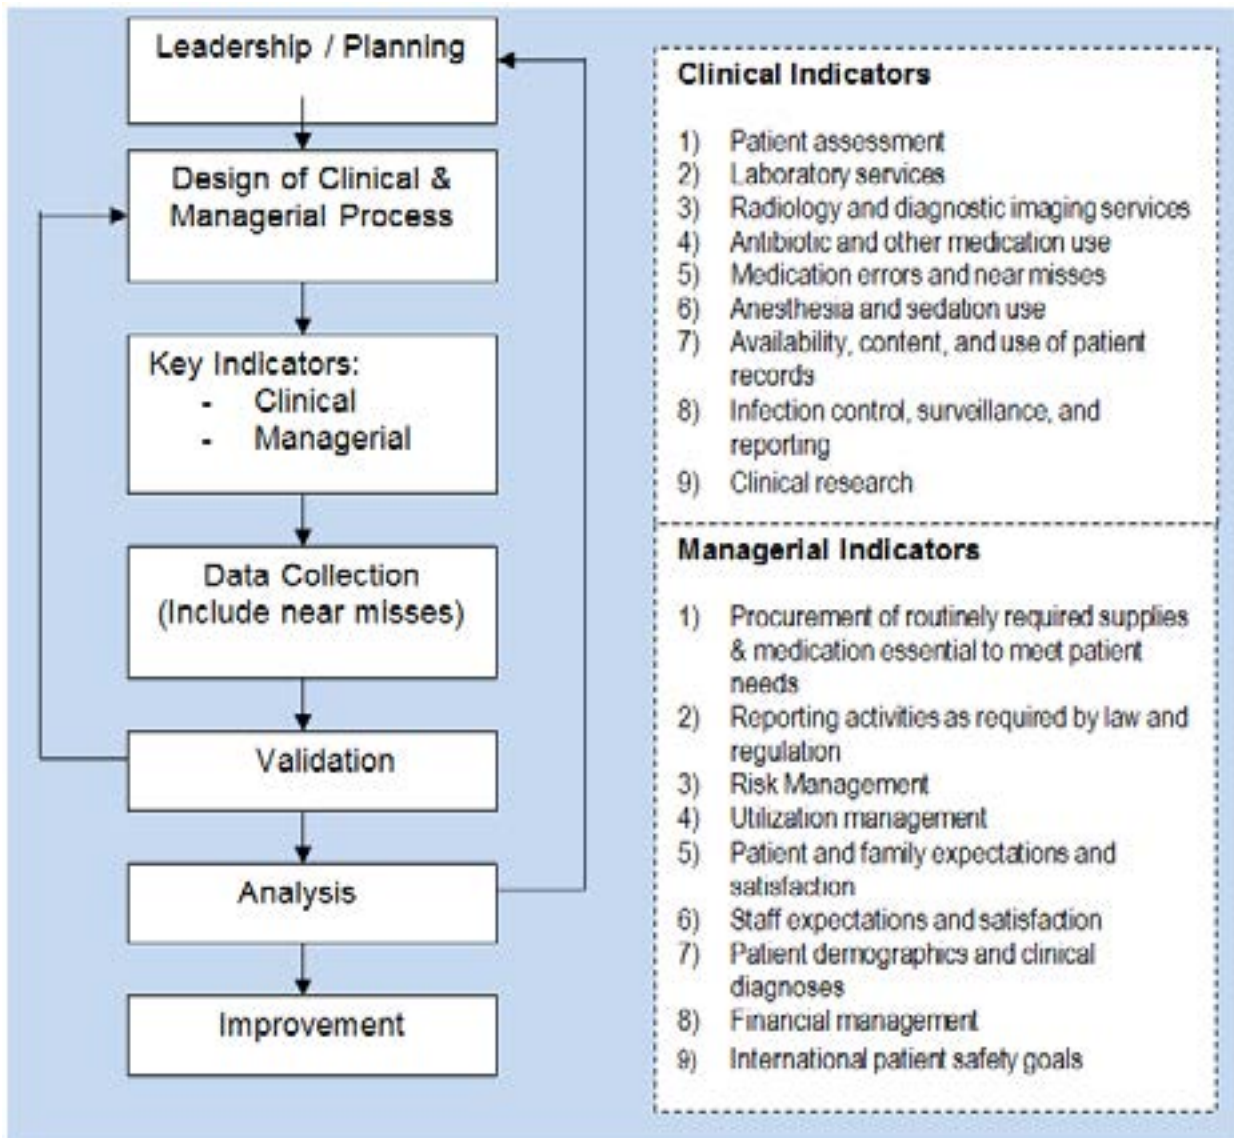 Leadership / Planning
Design of Clinical &
Managerial Process
Key Indicators:
- Clinical
- Managerial
Data Collection
(Include near misses)
Validation
Analysis
Improvement
Clinical Indicators
1) Patient assessment
2) Laboratory services
3) Radiology and diagnostic imaging services
4) Antibiotic and other medication use
5) Medication errors and near misses
6) Anesthesia and sedation use
7) Availability, content, and use of patient
records
8) Infection control, surveillance, and
reporting
9) Clinical research
Managerial Indicators
1) Procurement of routinely required supplies
& medication essential to meet patient
needs
2) Reporting activities as required by law and
regulation
3) Risk Management
4) Utilization management
5) Patient and family expectations and
satisfaction
6) Staff expectations and satisfaction
7) Patient demographics and clinical
diagnoses
8) Financial management
9) International patient safety goals